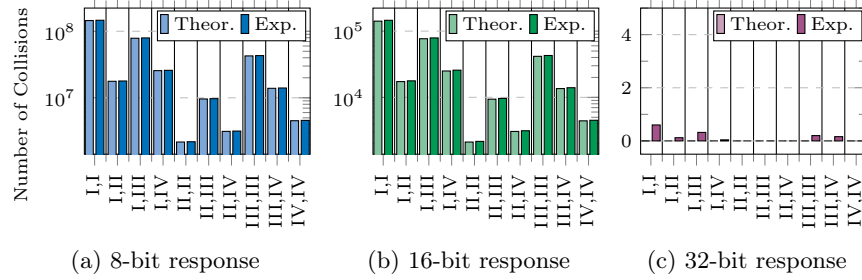 Number of Collisions
10^8
10^7
Theor. Exp.
I,I
I,II
I,III
I,IV
II,II
II,III
II,IV
III,III
III,IV
IV,IV
(a) 8-bit response
10^5
10^4
Theor. Exp.
I,I
I,II
I,III
I,IV
II,II
II,III
II,IV
III,III
III,IV
IV,IV
(b) 16-bit response
4
2
0
Theor. Exp.
I,I
I,II
I,III
I,IV
II,II
II,III
II,IV
III,III
III,IV
IV,IV
(c) 32-bit response